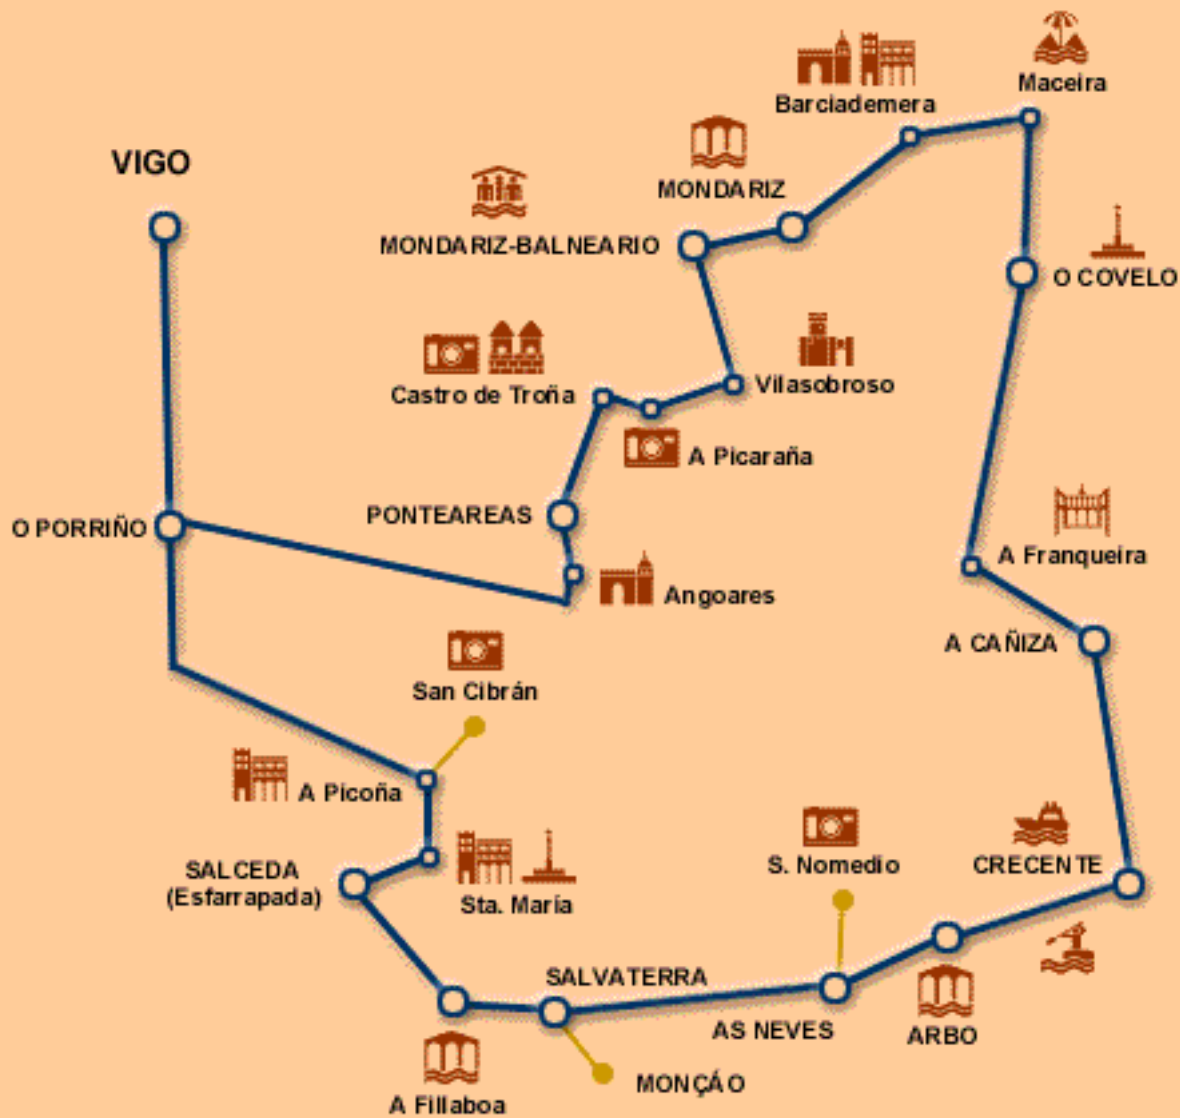 Maceira
Barciademera
VIGO
MONDARIZ
MONDARIZ-BALNEARIO
O COVELO
Castro de Troña
Vilasobroso
A Picaraña
PONTEAREAS
O PORRIÑO
A Franqueira
Angoares
A CAÑIZA
San Cibrán
A Picoña
SALCEDA
(Esfarrapada)
Sta. María
S. Nomedio
CRECENTE
SALVATERRA
AS NEVES
ARBO
MONÇÁO
A Fillaboa